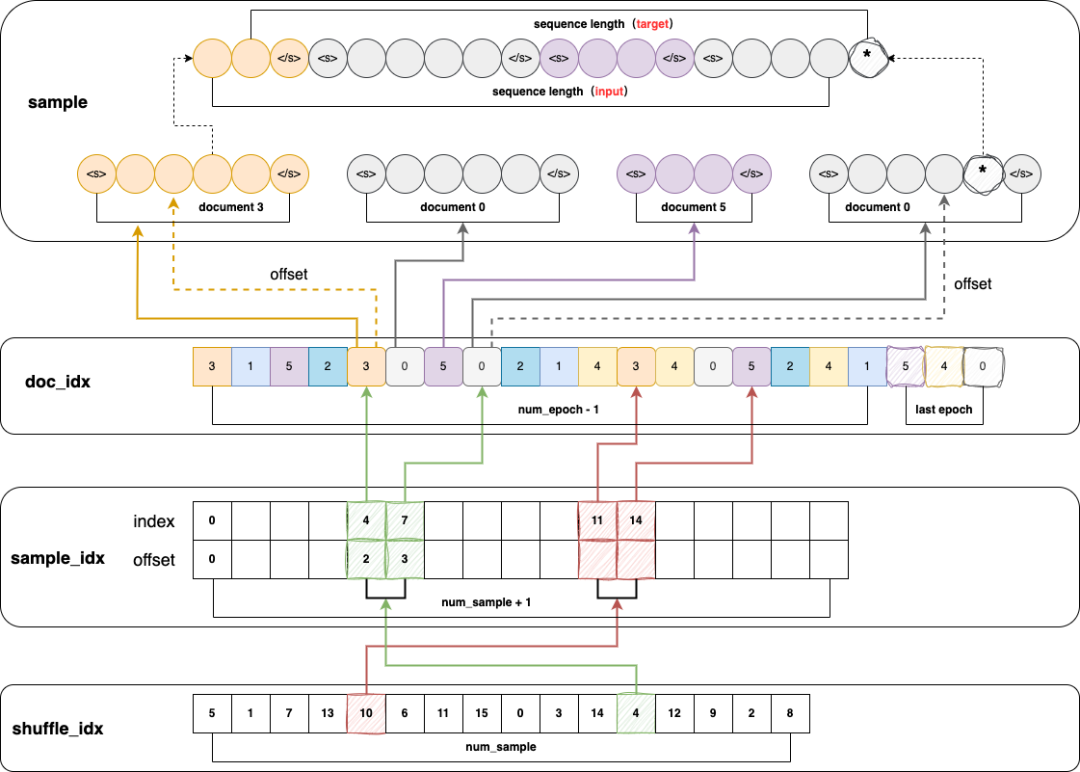 sequence length（target）
</s> <s> </s> <s> </s> <s> *
sequence length（input）
sample
<s> </s> <s> </s> <s> </s> <s> * </s>
document 3 document 0 document 5 document 0
offset
offset
doc_idx
3 1 5 2 3 0 5 0 2 1 4 3 4 0 5 2 4 1 5 4 0
num_epoch - 1 last epoch
index 0 4 7 11 14
sample_idx
offset 0 2 3
num_sample + 1
shuffle_idx
5 1 7 13 10 6 11 15 0 3 14 4 12 9 2 8
num_sample